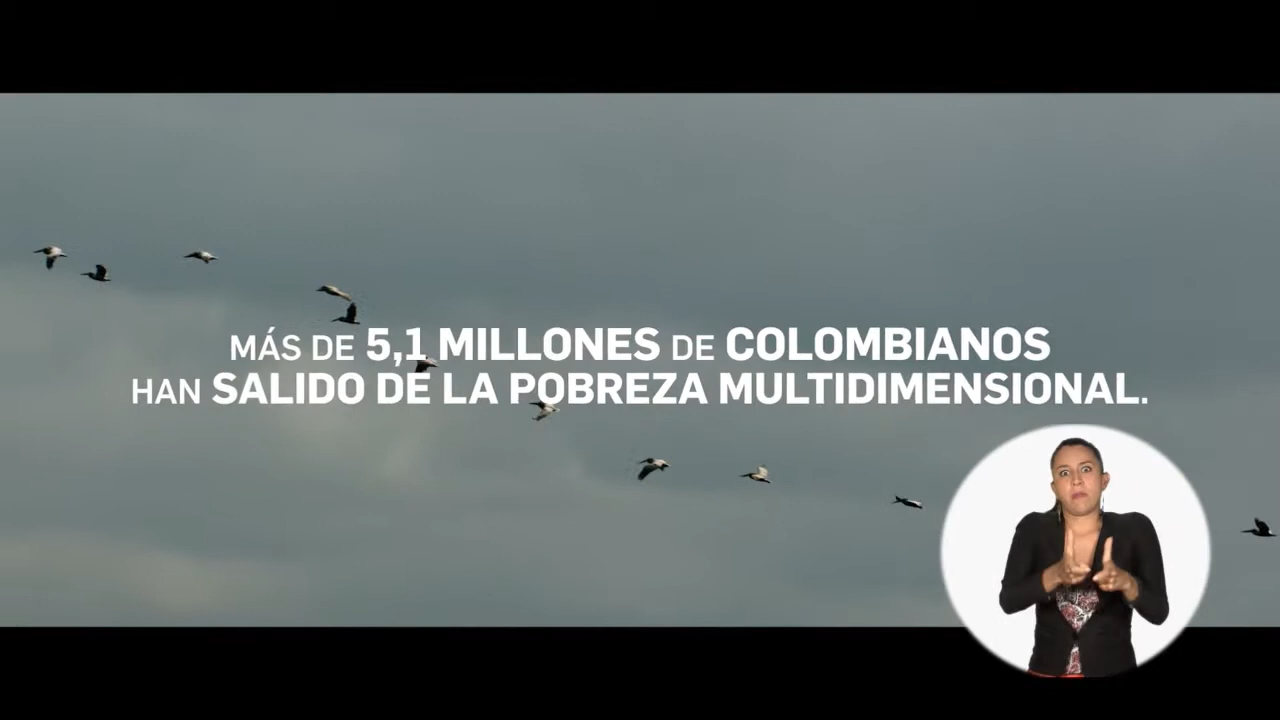 MÁS DE 5,1 MILLONES DE COLOMBIANOS
HAN SALIDO DE LA POBREZA MULTIDIMENSIONAL.